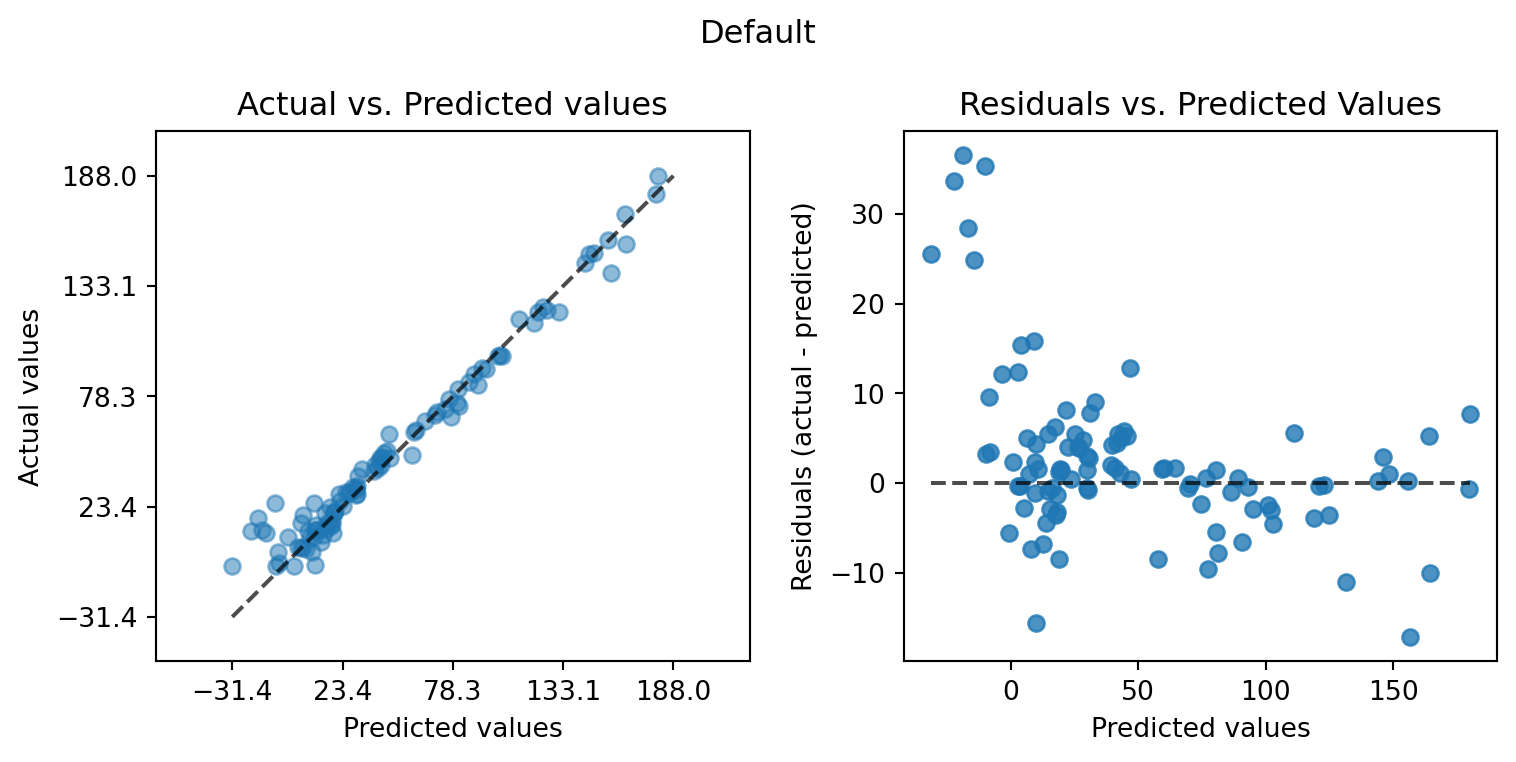 Default
Actual vs. Predicted values
Actual values
188.0
133.1
78.3
23.4
−31.4
−31.4 23.4 78.3 133.1 188.0
Predicted values
Residuals vs. Predicted Values
Residuals (actual - predicted)
30
20
10
0
−10
0 50 100 150
Predicted values